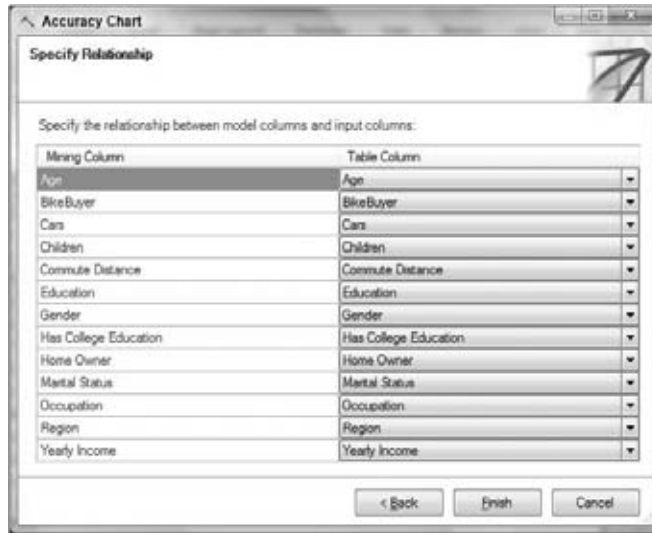 Accuracy Chart
Specify Relationship
Specify the relationship between model columns and input columns:
Mining Column Table Column
Age Age
BikeBuyer BikeBuyer
Cars Cars
Children Children
Commute Distance Commute Distance
Education Education
Gender Gender
Has College Education Has College Education
Home Owner Home Owner
Marital Status Marital Status
Occupation Occupation
Region Region
Yearly Income Yearly Income
< Back Finish Cancel